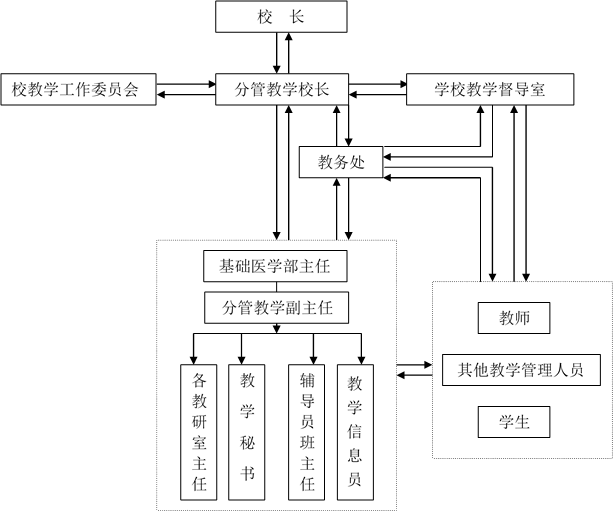 校 长
校教学工作委员会
分管教学校长
学校教学督导室
教务处
基础医学部主任
分管教学副主任
各教研室主任
教学秘书
辅导员班主任
教学信息员
教师
其他教学管理人员
学生